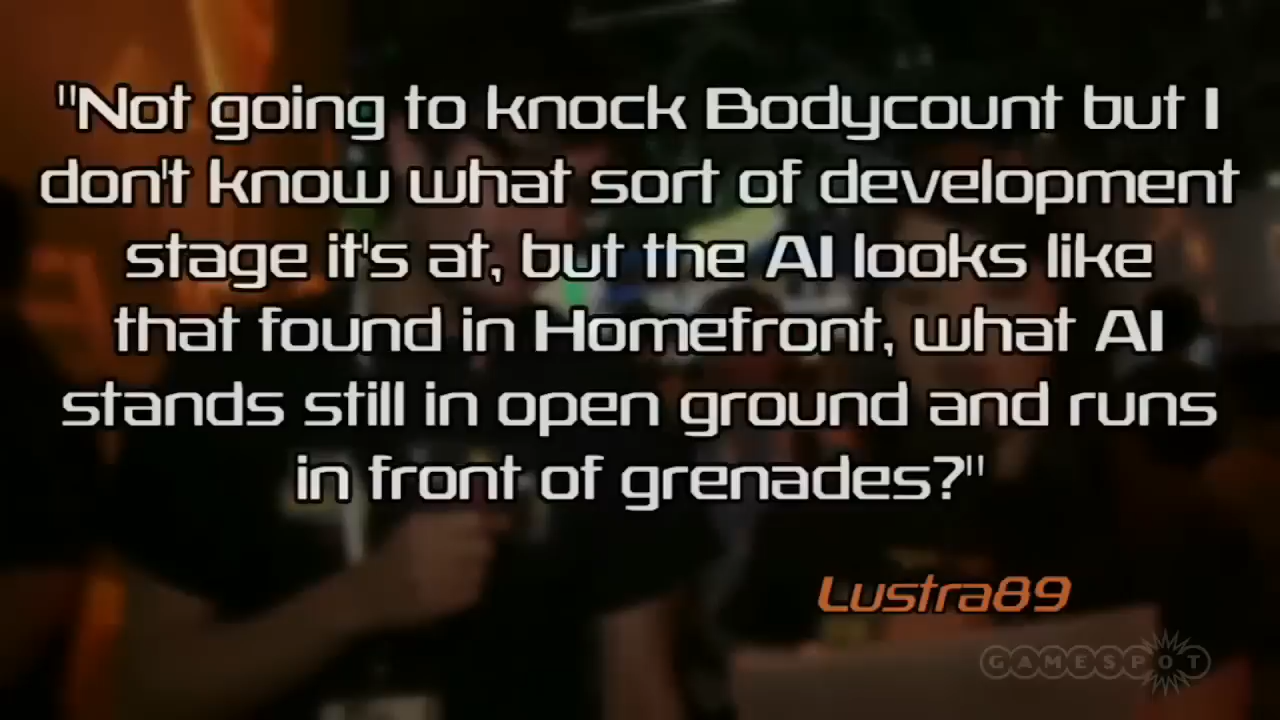 "Not going to knock Bodycount but I
don't know what sort of development
stage it's at, but the AI looks like
that found in Homefront, what AI
stands still in open ground and runs
in front of grenades?"
Lustra89
GAMESPOT